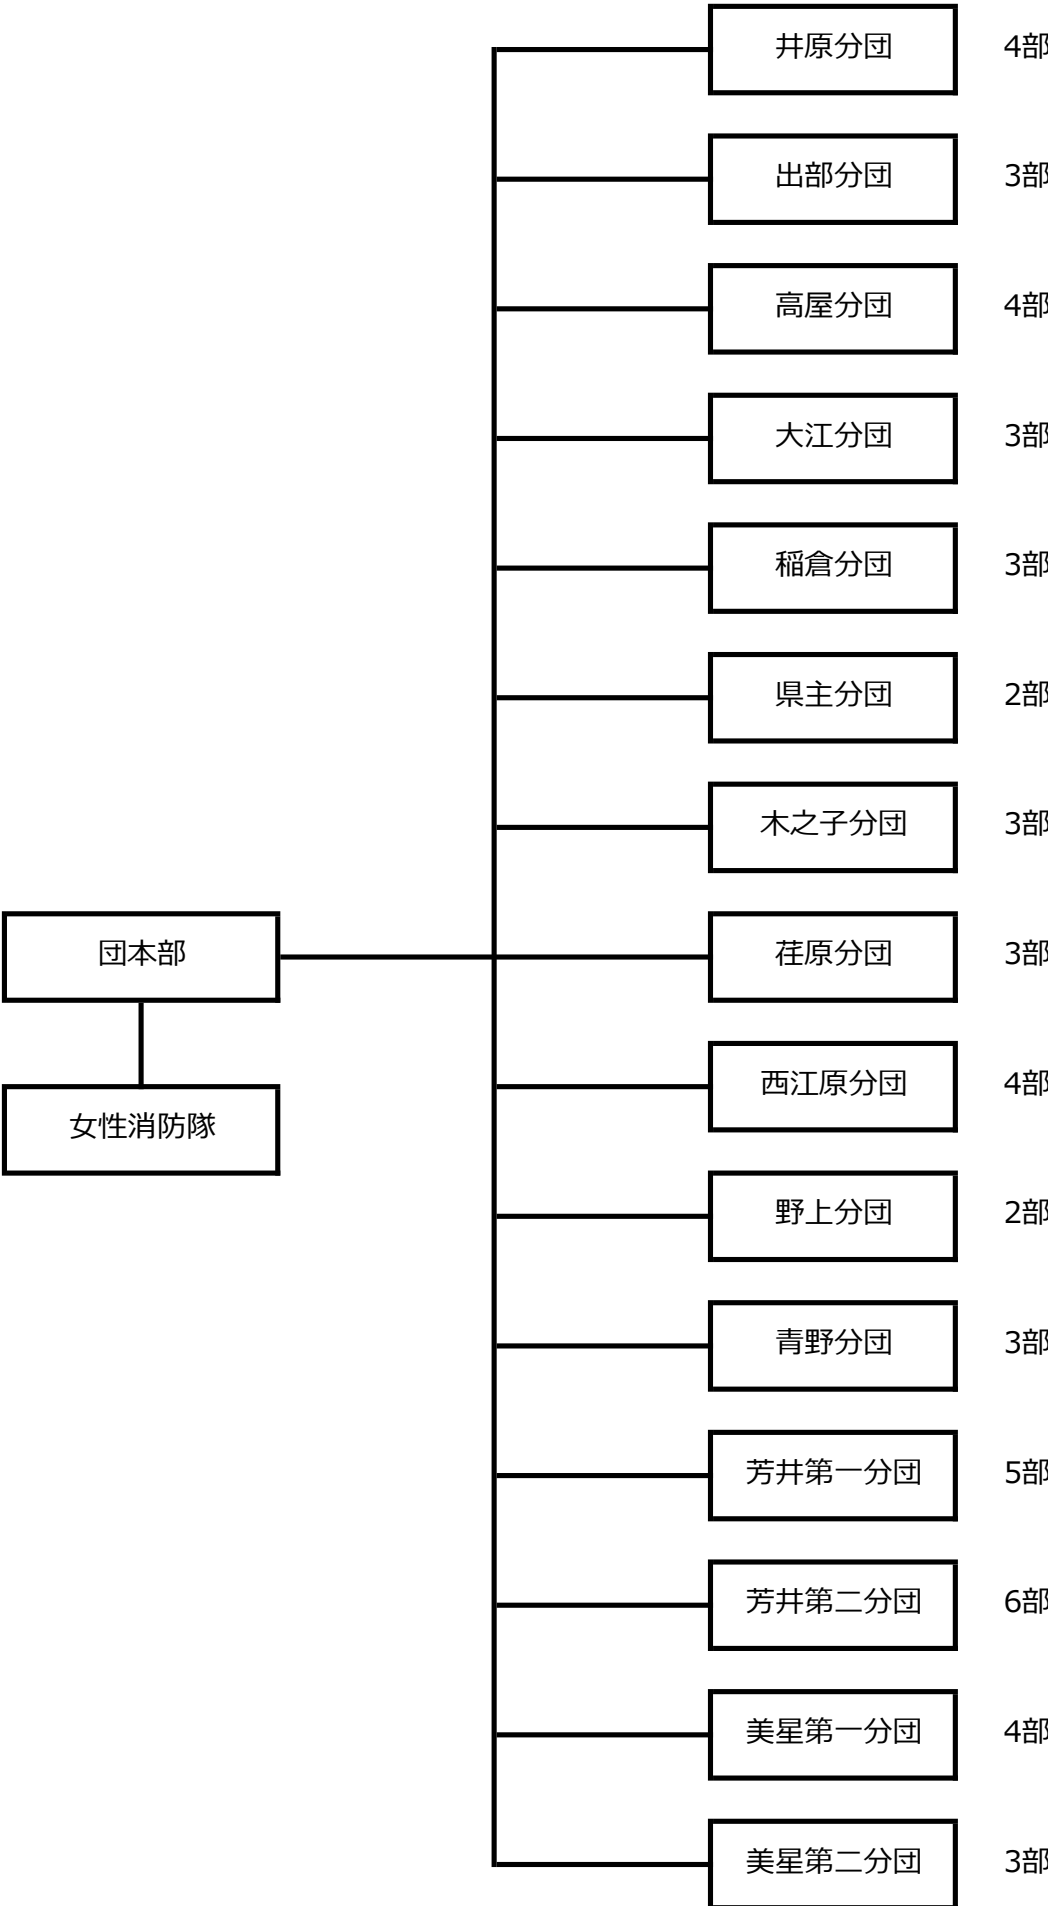 井原分団 4部
出部分団 3部
高屋分団 4部
大江分団 3部
稲倉分団 3部
県主分団 2部
木之子分団 3部
団本部 荏原分団 3部
西江原分団 4部
女性消防隊
野上分団 2部
青野分団 3部
芳井第一分団 5部
芳井第二分団 6部
美星第一分団 4部
美星第二分団 3部